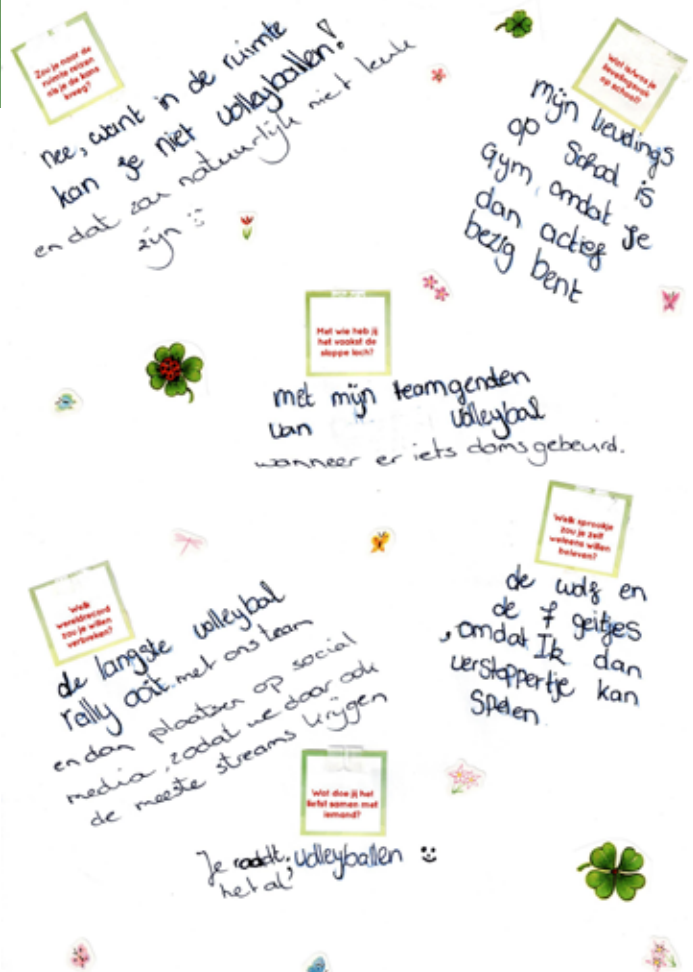 Zou je naar de
ruimte reizen
als je de kans
kreeg?
nee, want in de ruimte
kan je niet volleyballen!
en dat zou natuurlijk niet leuk
zijn :)
Wat is/was je
lievelingsvak
op school?
mijn lievelings
op School is
Gym omdat je
dan actief
bezig bent
Met wie heb jij
het vaakst de
slappe lach?
met mijn teamgenden
van volleybal
wanneer er iets doms gebeurd.
Welk sprookje
zou je zelf
weleens willen
beleven?
de wolf en
de 7 geitjes
, omdat Ik dan
verstoppertje kan
Spelen
Welk
wereldrecord
zou je willen
verbreken?
de langste volleybal
rally ooit met ons team
en dan plaatsen op social
media, zodat we daar ook
de meeste streams krijgen
Wat doe jij het
liefst samen met
iemand?
Je raadt volleyballen :)
het al,